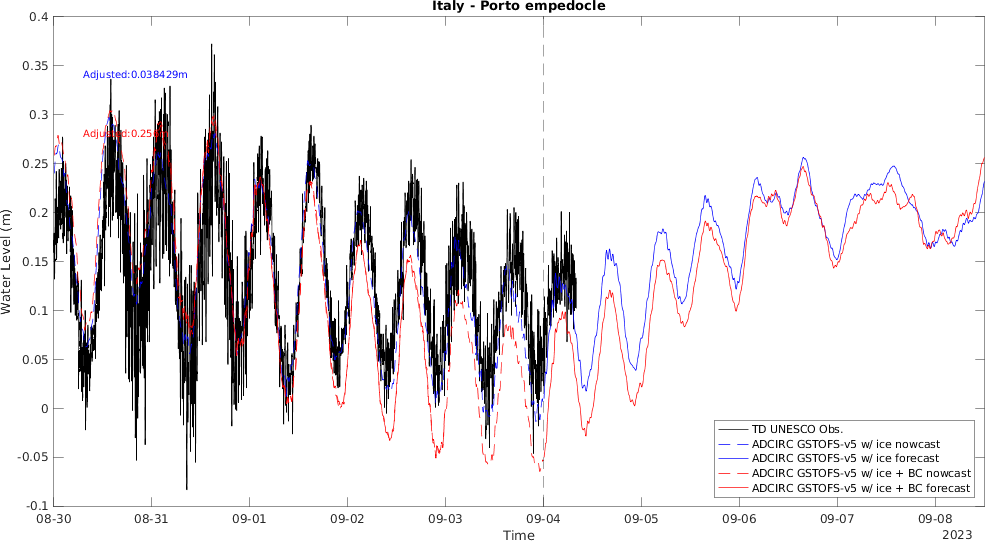 Italy - Porto empedocle
0.4
0.35
0.3
0.25
0.2
0.15
0.1
0.05
0
-0.05
-0.1
Water Level (m)
Adjusted:0.038429m
Adjusted:0.25
TD UNESCO Obs.
ADCIRC GSTOFS-v5 w/ ice nowcast
ADCIRC GSTOFS-v5 w/ ice forecast
ADCIRC GSTOFS-v5 w/ ice + BC nowcast
ADCIRC GSTOFS-v5 w/ ice + BC forecast
08-30 08-31 09-01 09-02 09-03 09-04 09-05 09-06 09-07 09-08
Time
2023